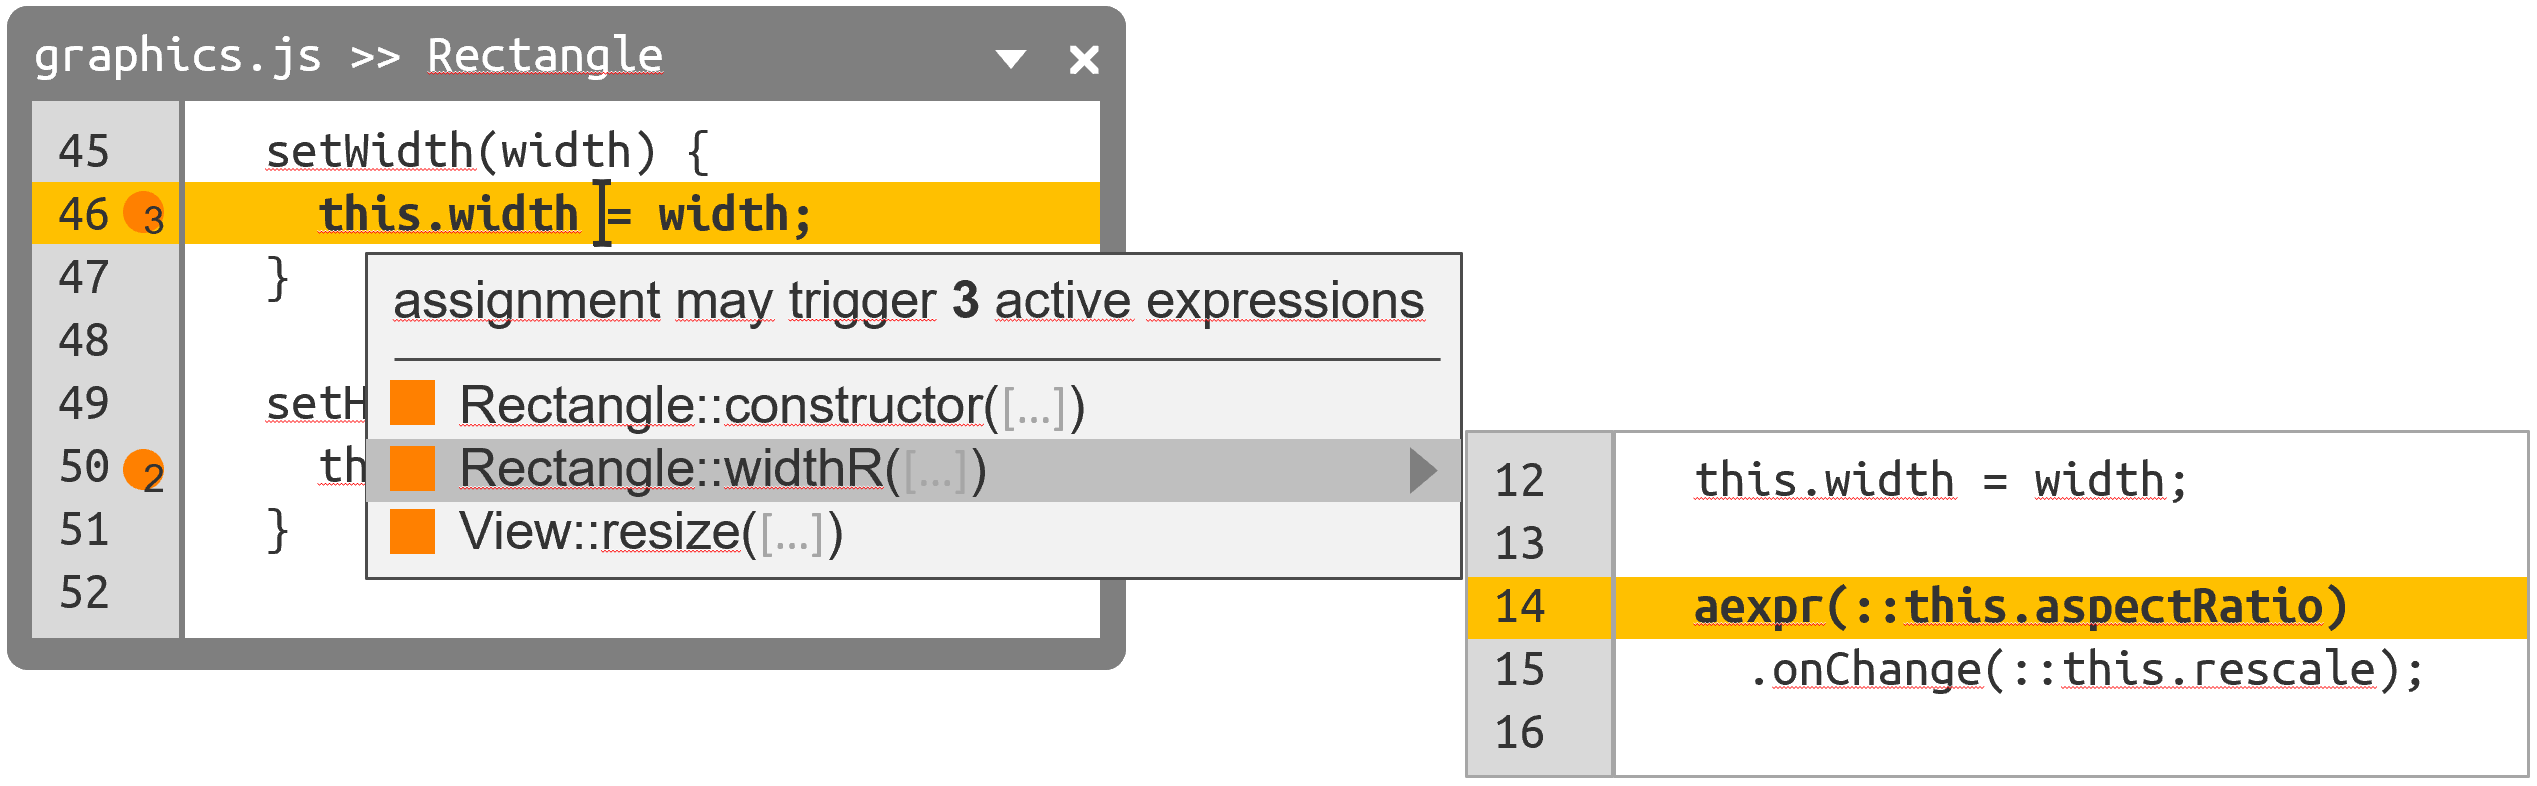 graphics.js >> Rectangle
45 setWidth(width) {
46 3 this.width = width;
47 }
48
49 setH
50 2 th
51 }
52
assignment may trigger 3 active expressions
Rectangle::constructor([...])
Rectangle::widthR([...])
View::resize([...])
12 this.width = width;
13
14 aexpr(::this.aspectRatio)
15 .onChange(::this.rescale);
16